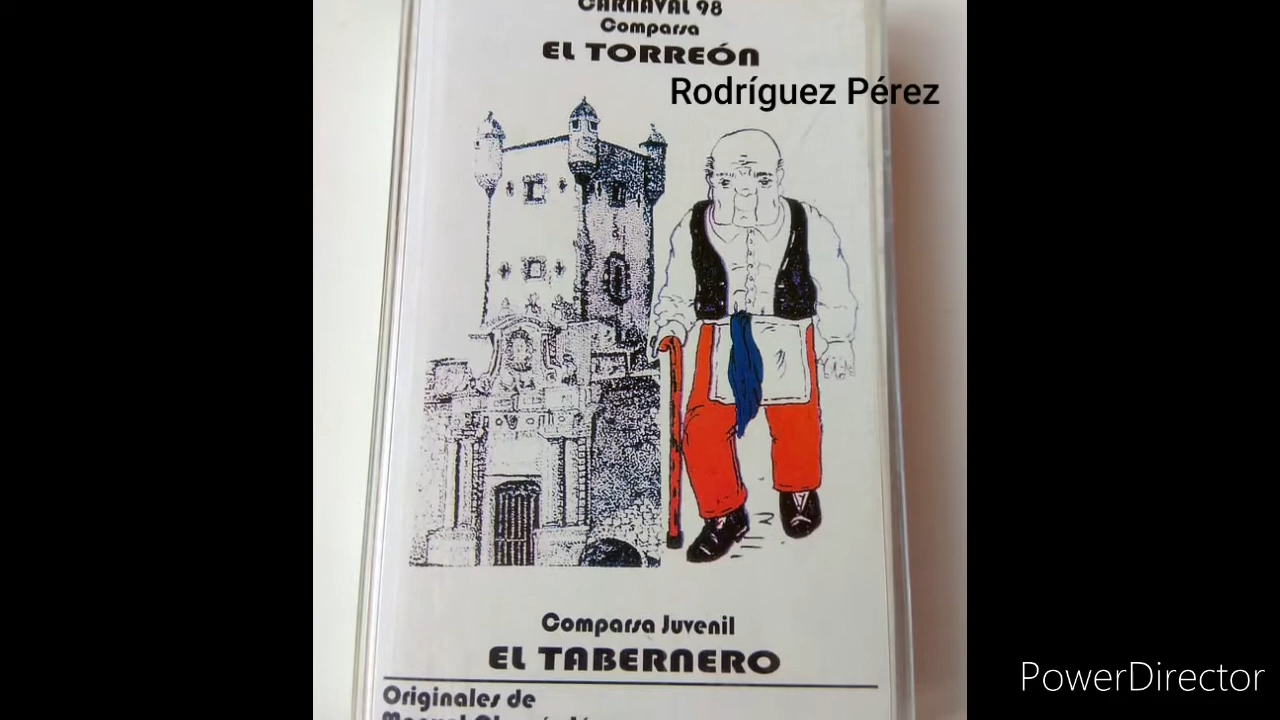 CARNAVAL 98
Comparsa
EL TORREÓN
Rodríguez Pérez
Comparsa Juvenil
EL TABERNERO
Originales de
PowerDirector